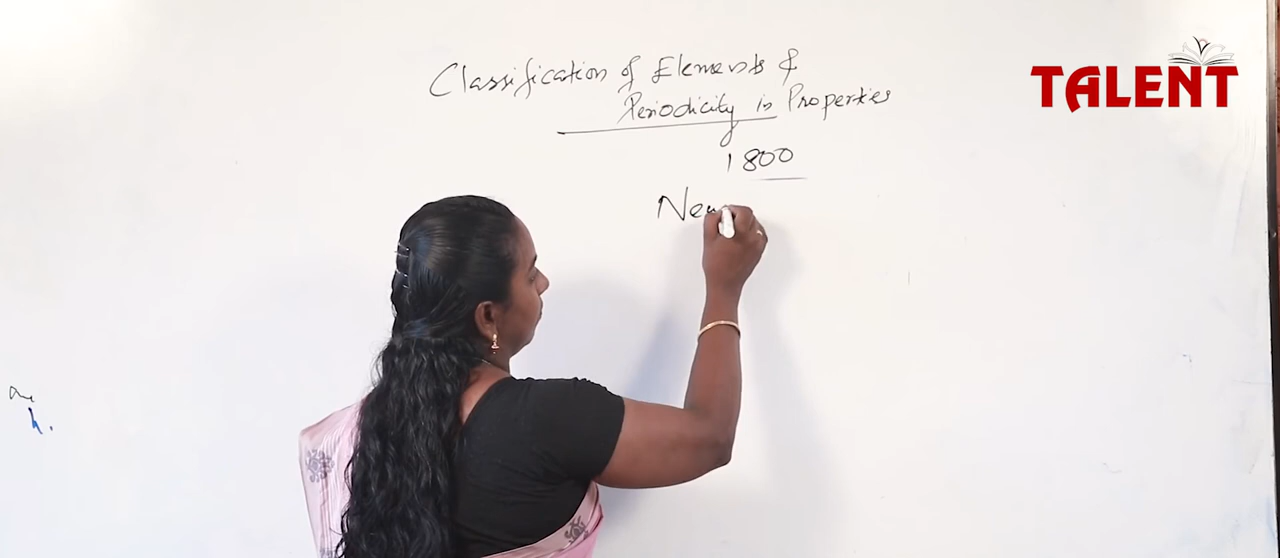 TALENT
Classification of Elements &
Periodicity in Properties
1800
h.